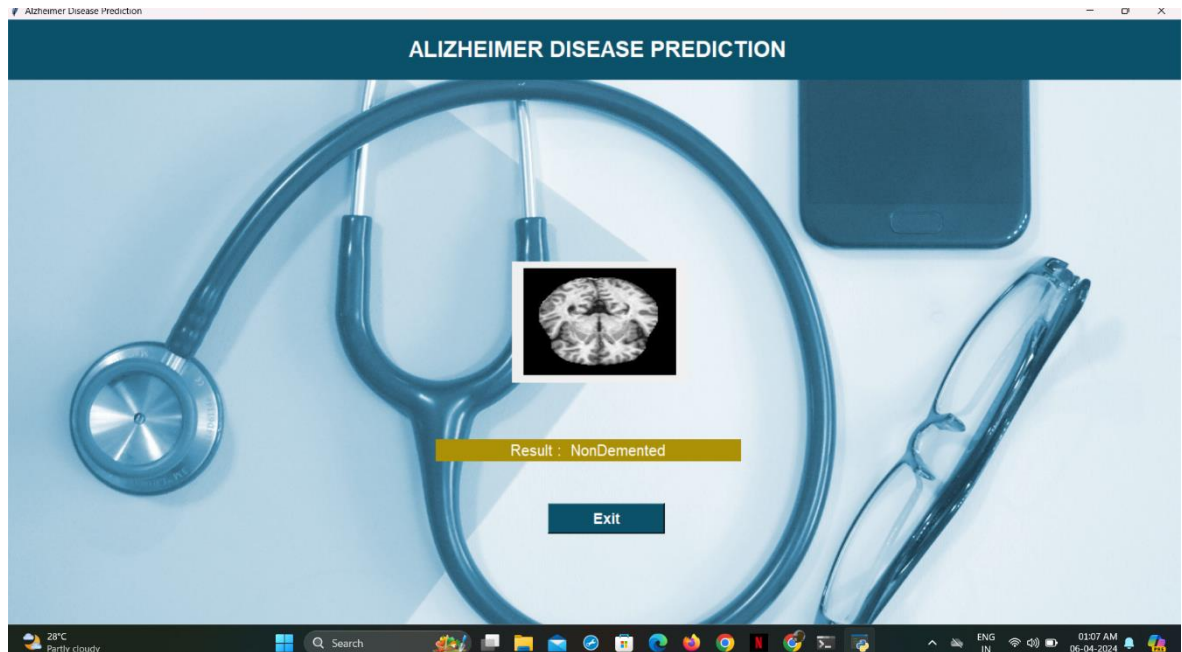 Alzheimer Disease Prediction
ALIZHEIMER DISEASE PREDICTION
Result : NonDemented
Exit
28°C
Partly cloudy
Search
ENG
IN
01:07 AM
06-04-2024